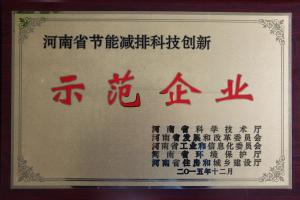 河南省节能减排科技创新
示范企业
河南省科学技术厅
河南省发展和改革委员会
河南省工业和信息化委员会
河南省环境保护厅
河南省住房和城乡建设厅
二〇一五年十二月